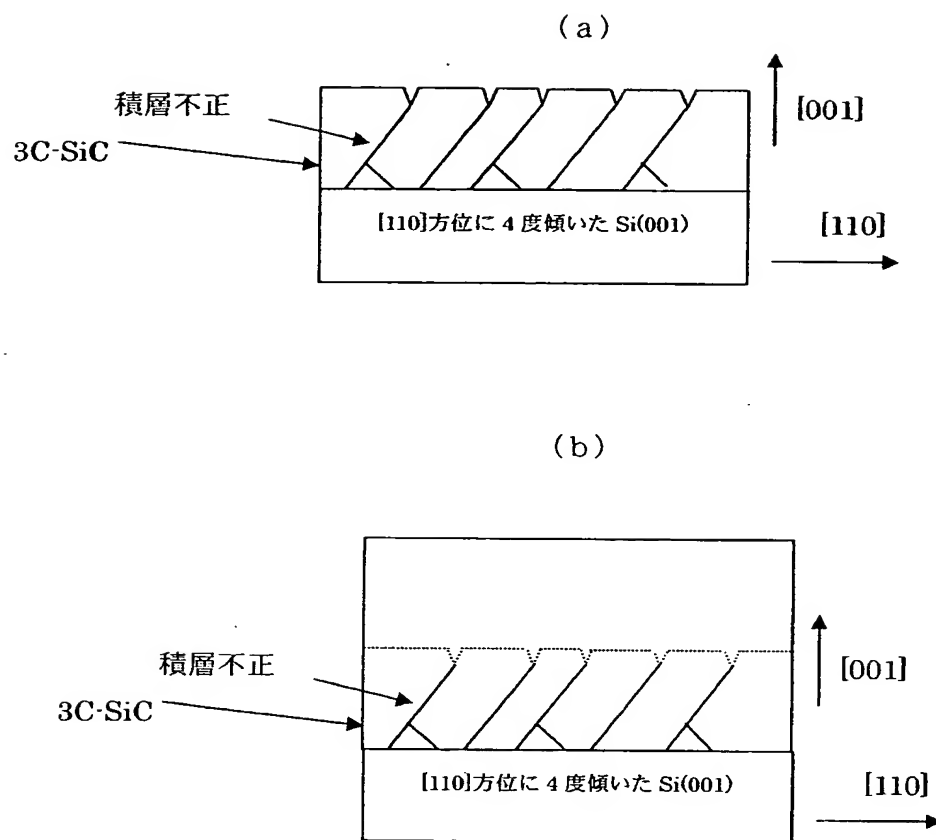 (a)
積層不正
[001]
3C-SiC
[110]方位に 4 度傾いた Si(001)
[110]
(b)
積層不正
[001]
3C-SiC
[110]方位に 4 度傾いた Si(001)
[110]